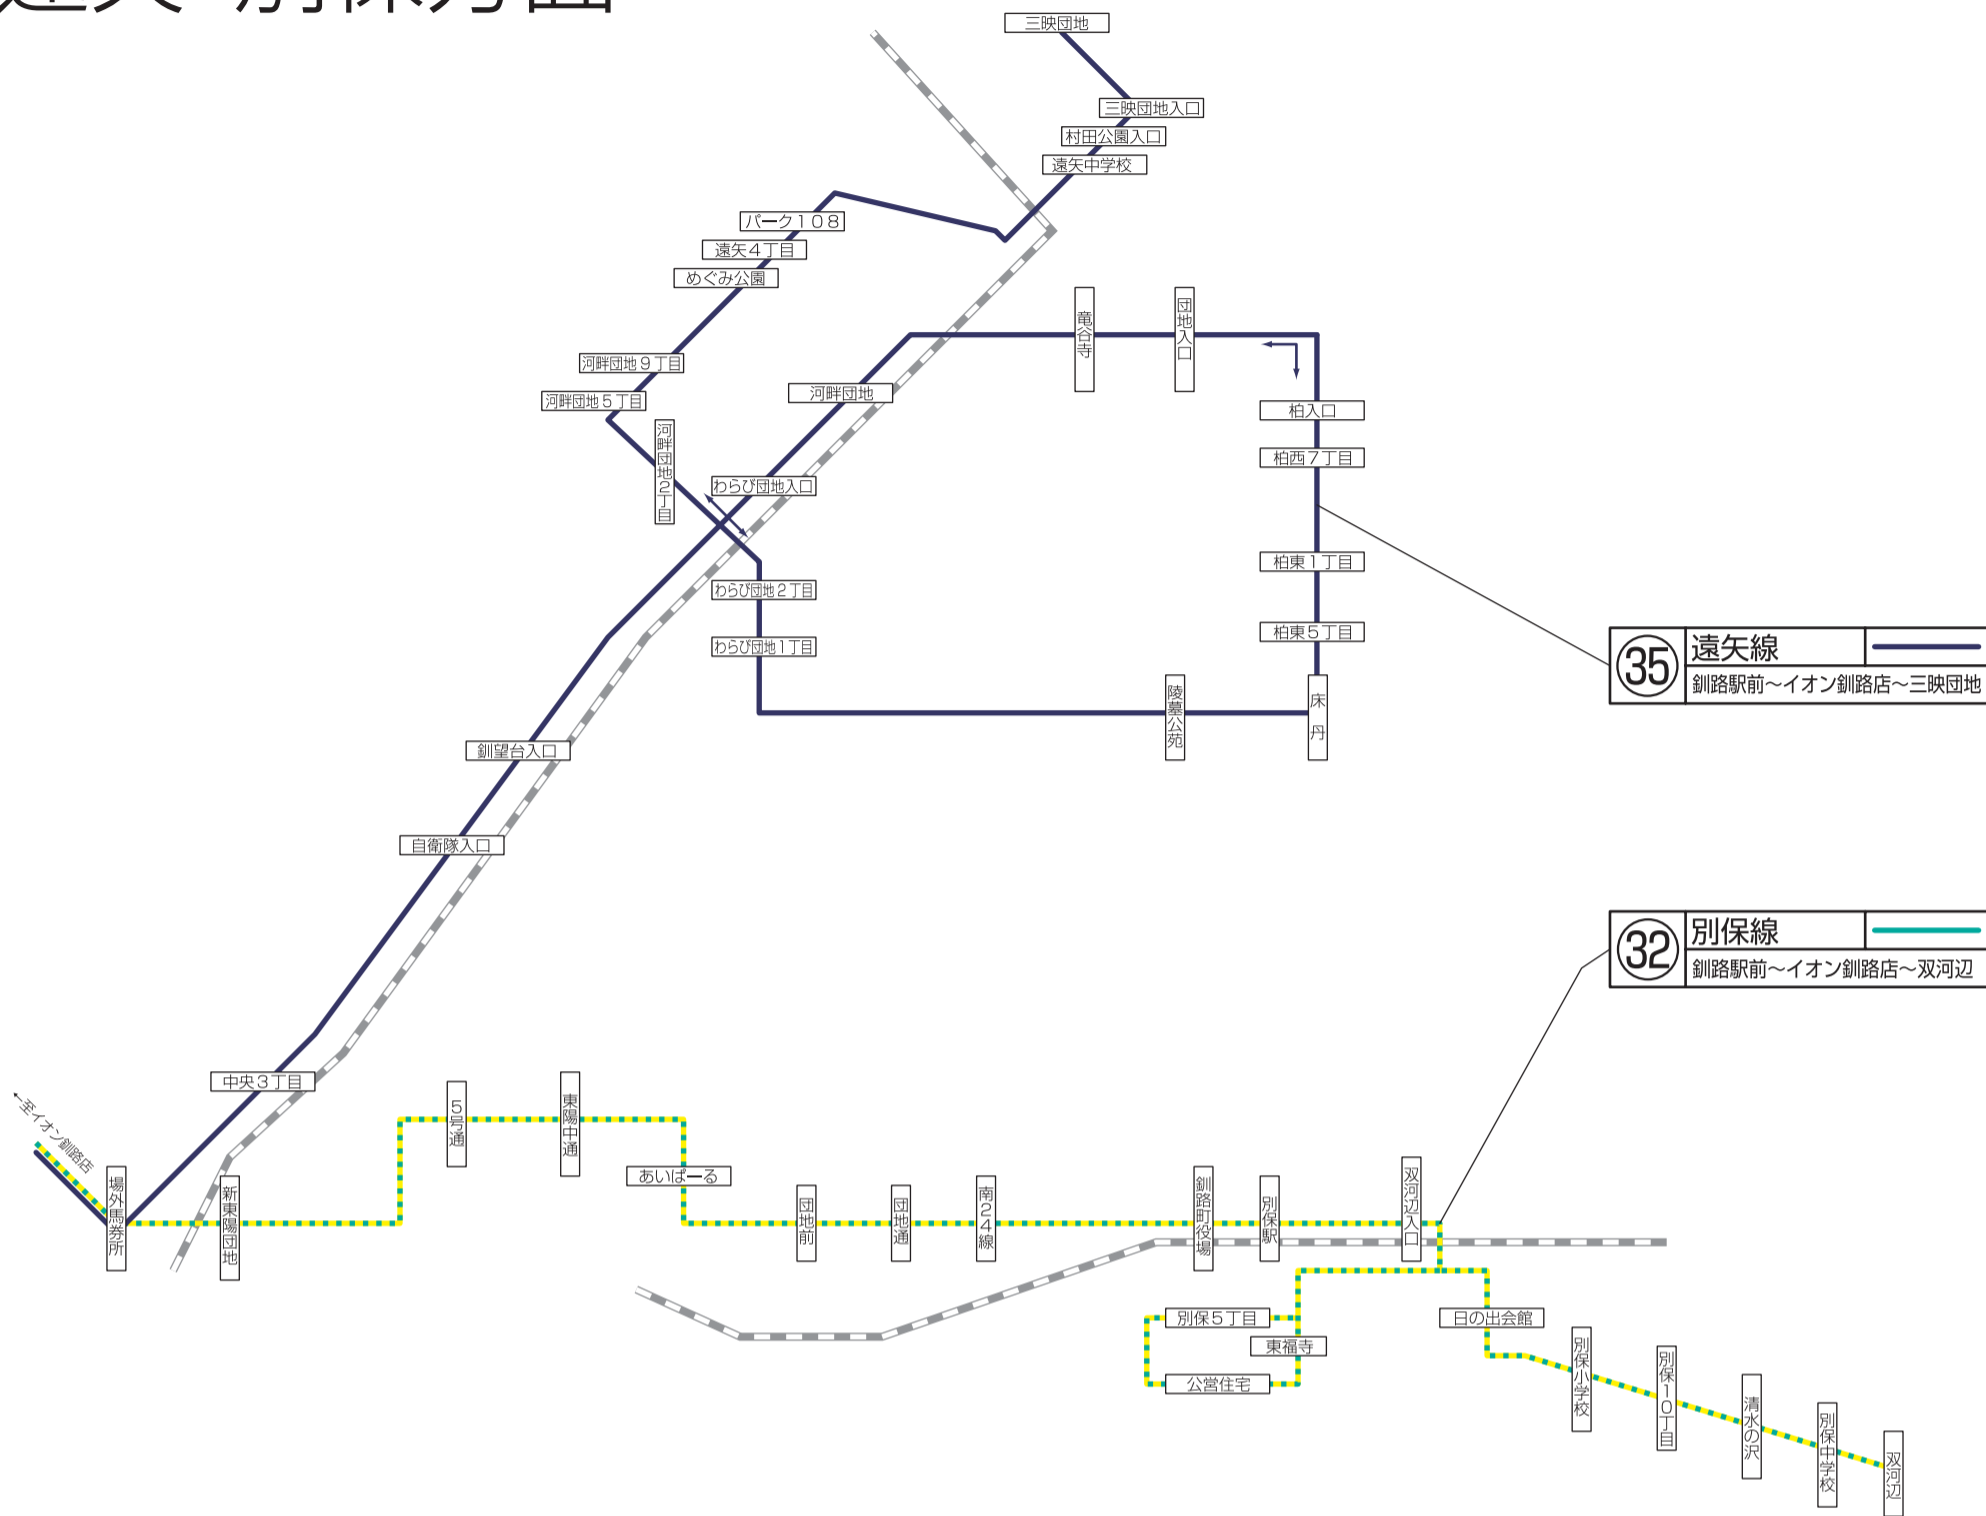 遠矢・別保方面
三映団地
三映団地入口
村田公園入口
遠矢中学校
パーク108
遠矢4丁目
めぐみ公園
河畔団地9丁目
河畔団地5丁目
河畔団地2丁目
河畔団地
わらび団地入口
わらび団地2丁目
わらび団地1丁目
竜谷寺
団地入口
柏入口
柏西7丁目
柏東1丁目
柏東5丁目
床丹
陵墓公苑
35
遠矢線
釧路駅前～イオン釧路店～三映団地
釧望台入口
自衛隊入口
32
別保線
釧路駅前～イオン釧路店～双河辺
中央3丁目
←至イオン釧路店
場外馬券所
新東陽団地
5号通
東陽中通
あいぱーる
団地前
団地通
南24線
釧路町役場
別保駅
双河辺入口
別保5丁目
東福寺
公営住宅
日の出会館
別保小学校
別保10丁目
清水の沢
別保中学校
双河辺